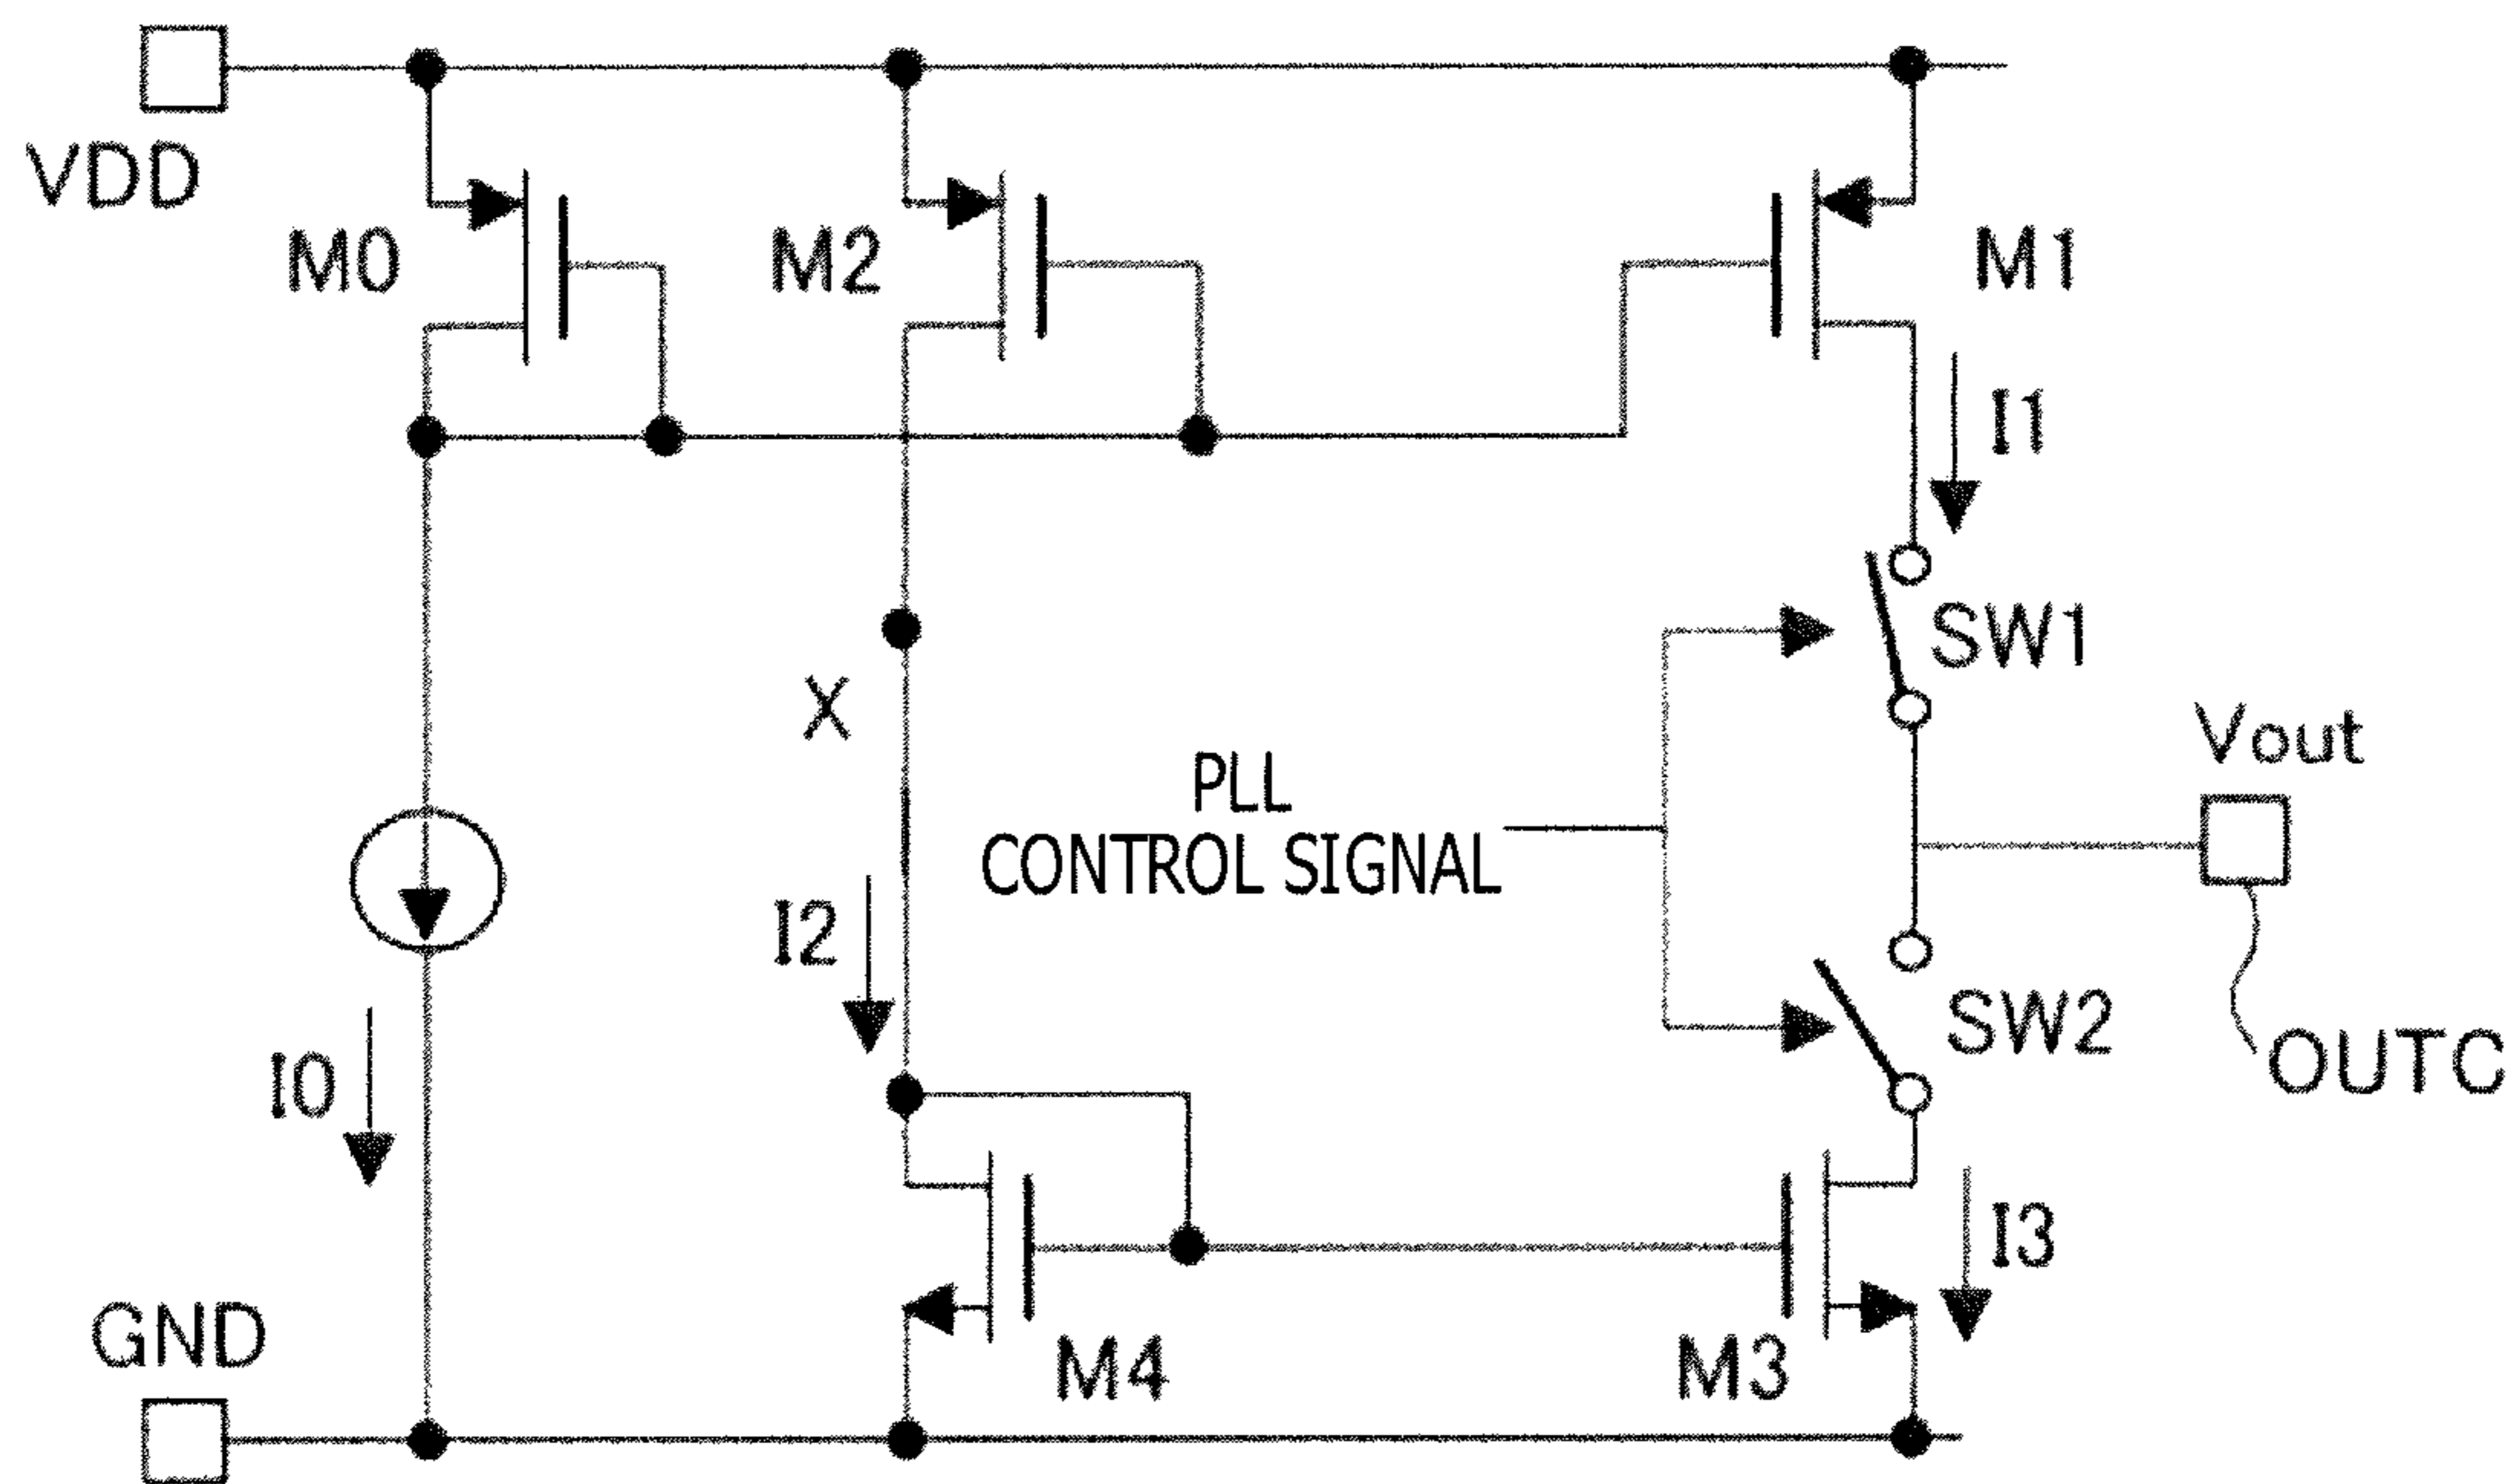 VDD
M0
M2
M1
I1
SW1
X
Vout
PLL
CONTROL SIGNAL
I2
SW2
OUTC
I0
I3
GND
M4
M3